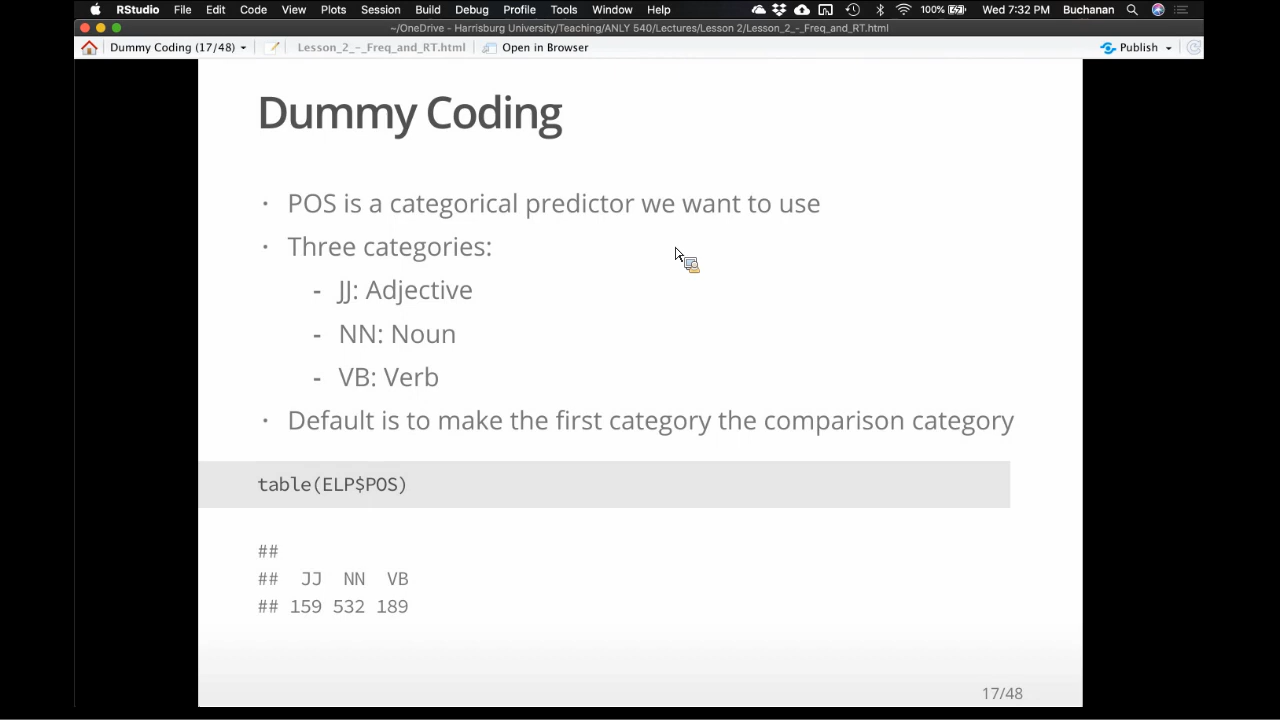 RStudio File Edit Code View Plots Session Build Debug Profile Tools Window Help 100% Wed 7:32 PM Buchanan
~/OneDrive - Harrisburg University/Teaching/ANLY 540/Lectures/Lesson 2/Lesson_2_-_Freq_and_RT.html
Dummy Coding (17/48) Lesson_2_-_Freq_and_RT.html Open in Browser Publish
Dummy Coding
· POS is a categorical predictor we want to use
· Three categories:
- JJ: Adjective
- NN: Noun
- VB: Verb
· Default is to make the first category the comparison category
table(ELP$POS)
##
## JJ NN VB
## 159 532 189
17/48